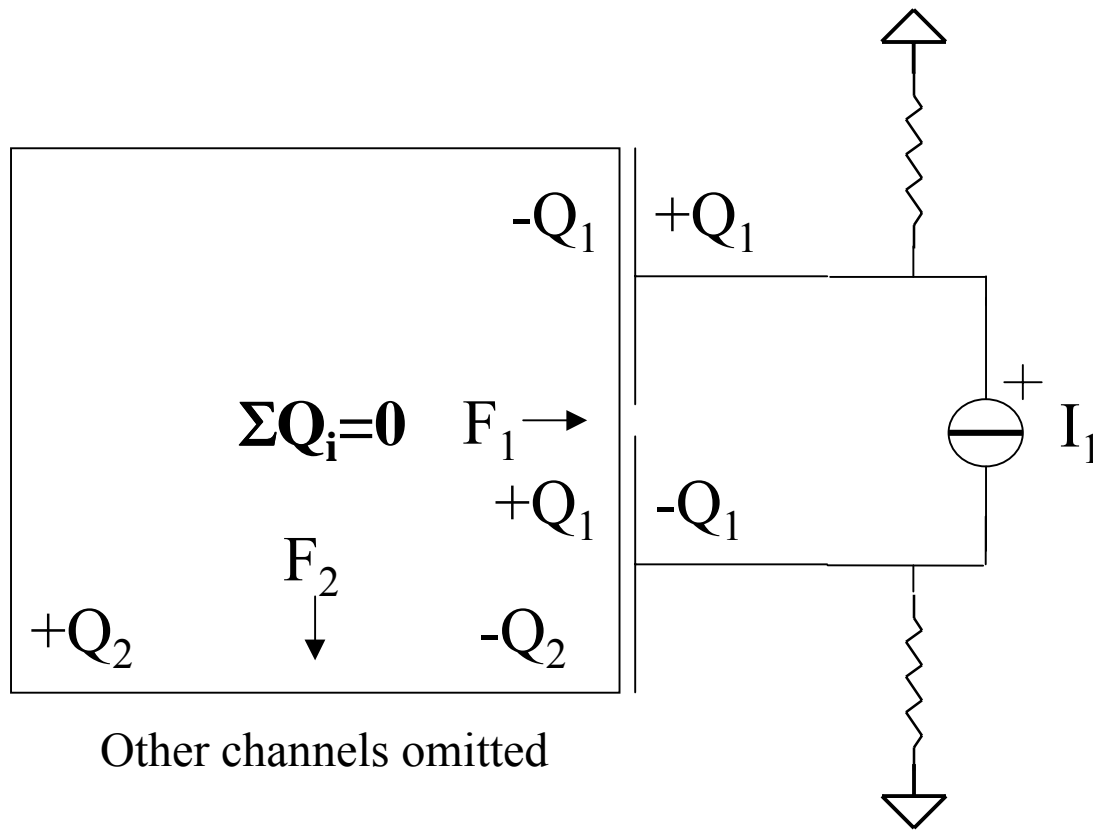 -Q₁ +Q₁
+
ΣQᵢ=0 F₁ I₁
+Q₁ -Q₁
F₂
+Q₂ -Q₂
Other channels omitted